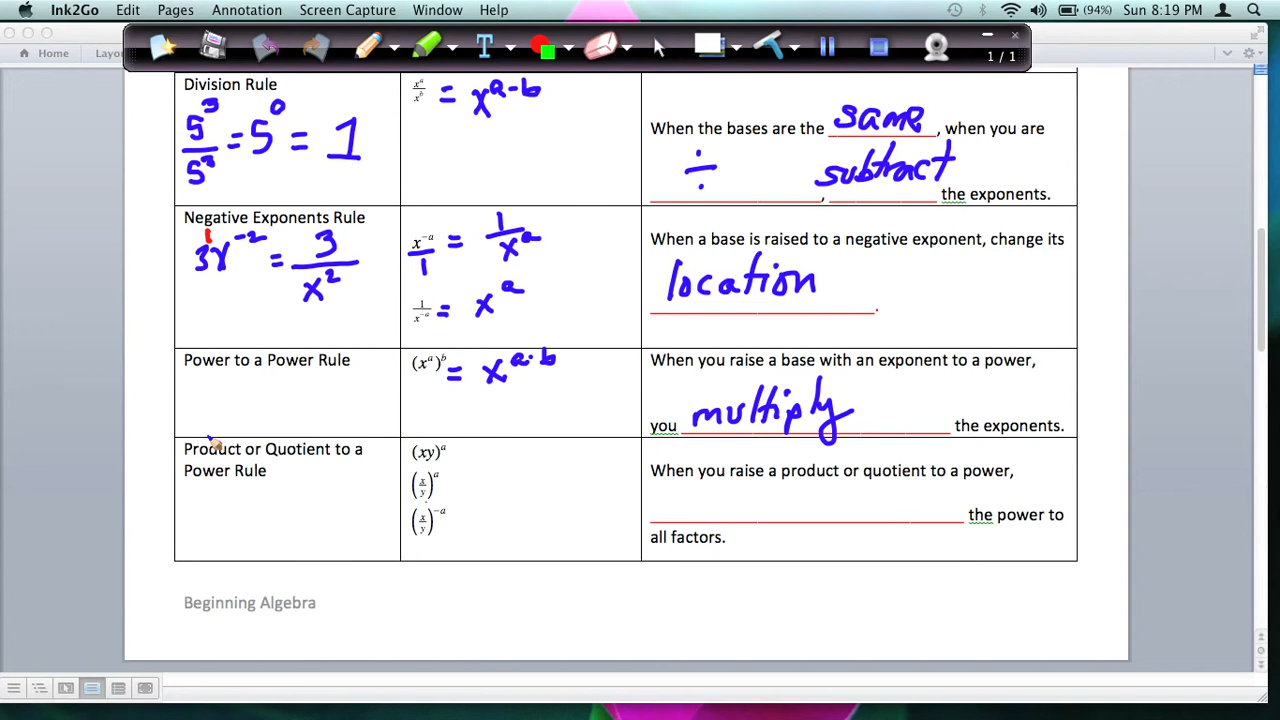 Ink2Go Edit Pages Annotation Screen Capture Window Help (94%) Sun 8:19 PM
Home Layou
1/1
Division Rule
5³/5³ = 5⁰ = 1
xᵃ/xᵇ = x^(a-b)
When the bases are the same, when you are
÷ subtract
, the exponents.
Negative Exponents Rule
1
3x⁻² = 3/x²
x⁻ᵃ/1 = 1/xᵃ
1/x⁻ᵃ = xᵃ
When a base is raised to a negative exponent, change its
location
.
Power to a Power Rule
(xᵃ)ᵇ = x^(a·b)
When you raise a base with an exponent to a power,
you multiply the exponents.
Product or Quotient to a
Power Rule
(xy)ᵃ
(x/y)ᵃ
(x/y)⁻ᵃ
When you raise a product or quotient to a power,
the power to
all factors.
Beginning Algebra